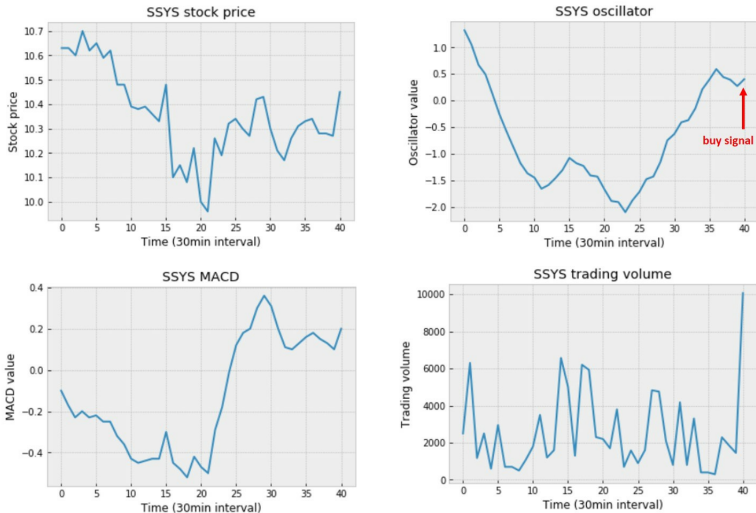 SSYS stock price
10.7
10.6
10.5
10.4
10.3
10.2
10.1
10.0
Stock price
0 5 10 15 20 25 30 35 40
Time (30min interval)
SSYS oscillator
1.0
0.5
0.0
−0.5
−1.0
−1.5
−2.0
Oscillator value
buy signal
0 5 10 15 20 25 30 35 40
Time (30min interval)
SSYS MACD
0.4
0.2
0.0
−0.2
−0.4
MACD value
0 5 10 15 20 25 30 35 40
Time (30min interval)
SSYS trading volume
10000
8000
6000
4000
2000
0
Trading volume
0 5 10 15 20 25 30 35 40
Time (30min interval)